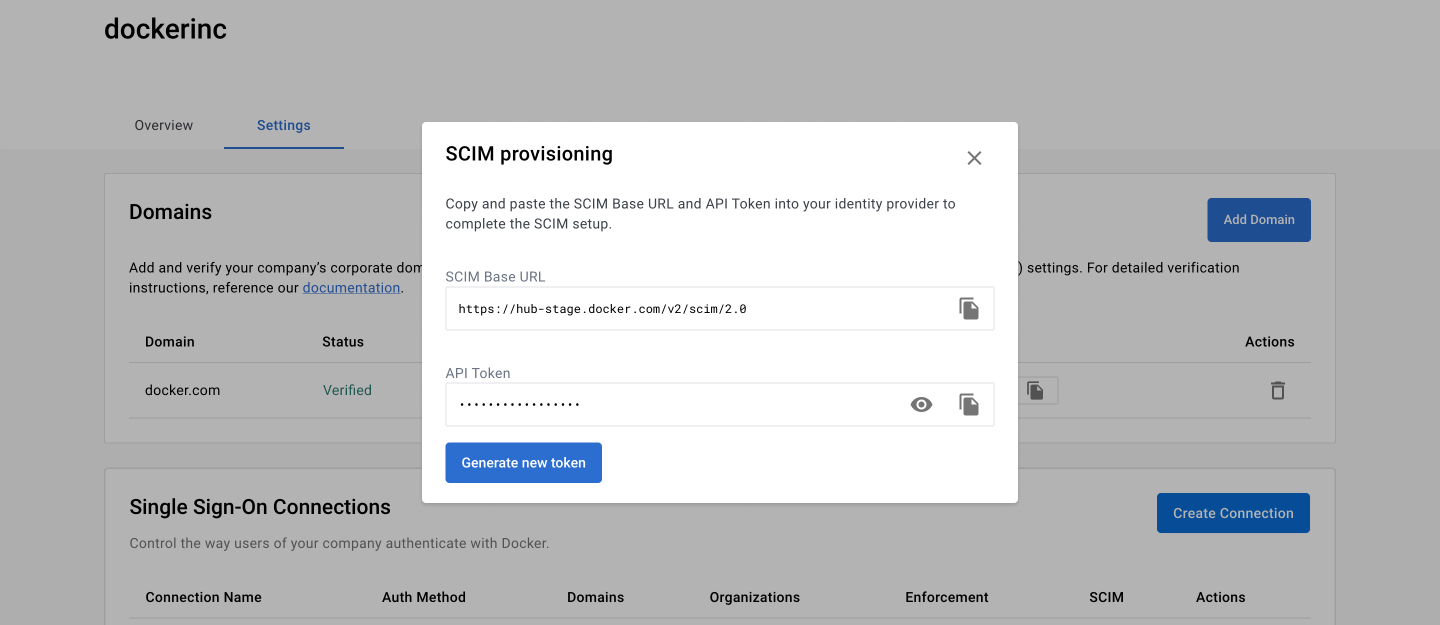 dockerinc
Overview
Settings
SCIM provisioning
Copy and paste the SCIM Base URL and API Token into your identity provider to
complete the SCIM setup.
SCIM Base URL
https://hub-stage.docker.com/v2/scim/2.0
API Token
•••••••••••••••••
Generate new token
Domains
Add Domain
Add and verify your company's corporate dom ) settings. For detailed verification
instructions, reference our documentation.
Domain Status Actions
docker.com Verified
Single Sign-On Connections
Create Connection
Control the way users of your company authenticate with Docker.
Connection Name Auth Method Domains Organizations Enforcement SCIM Actions